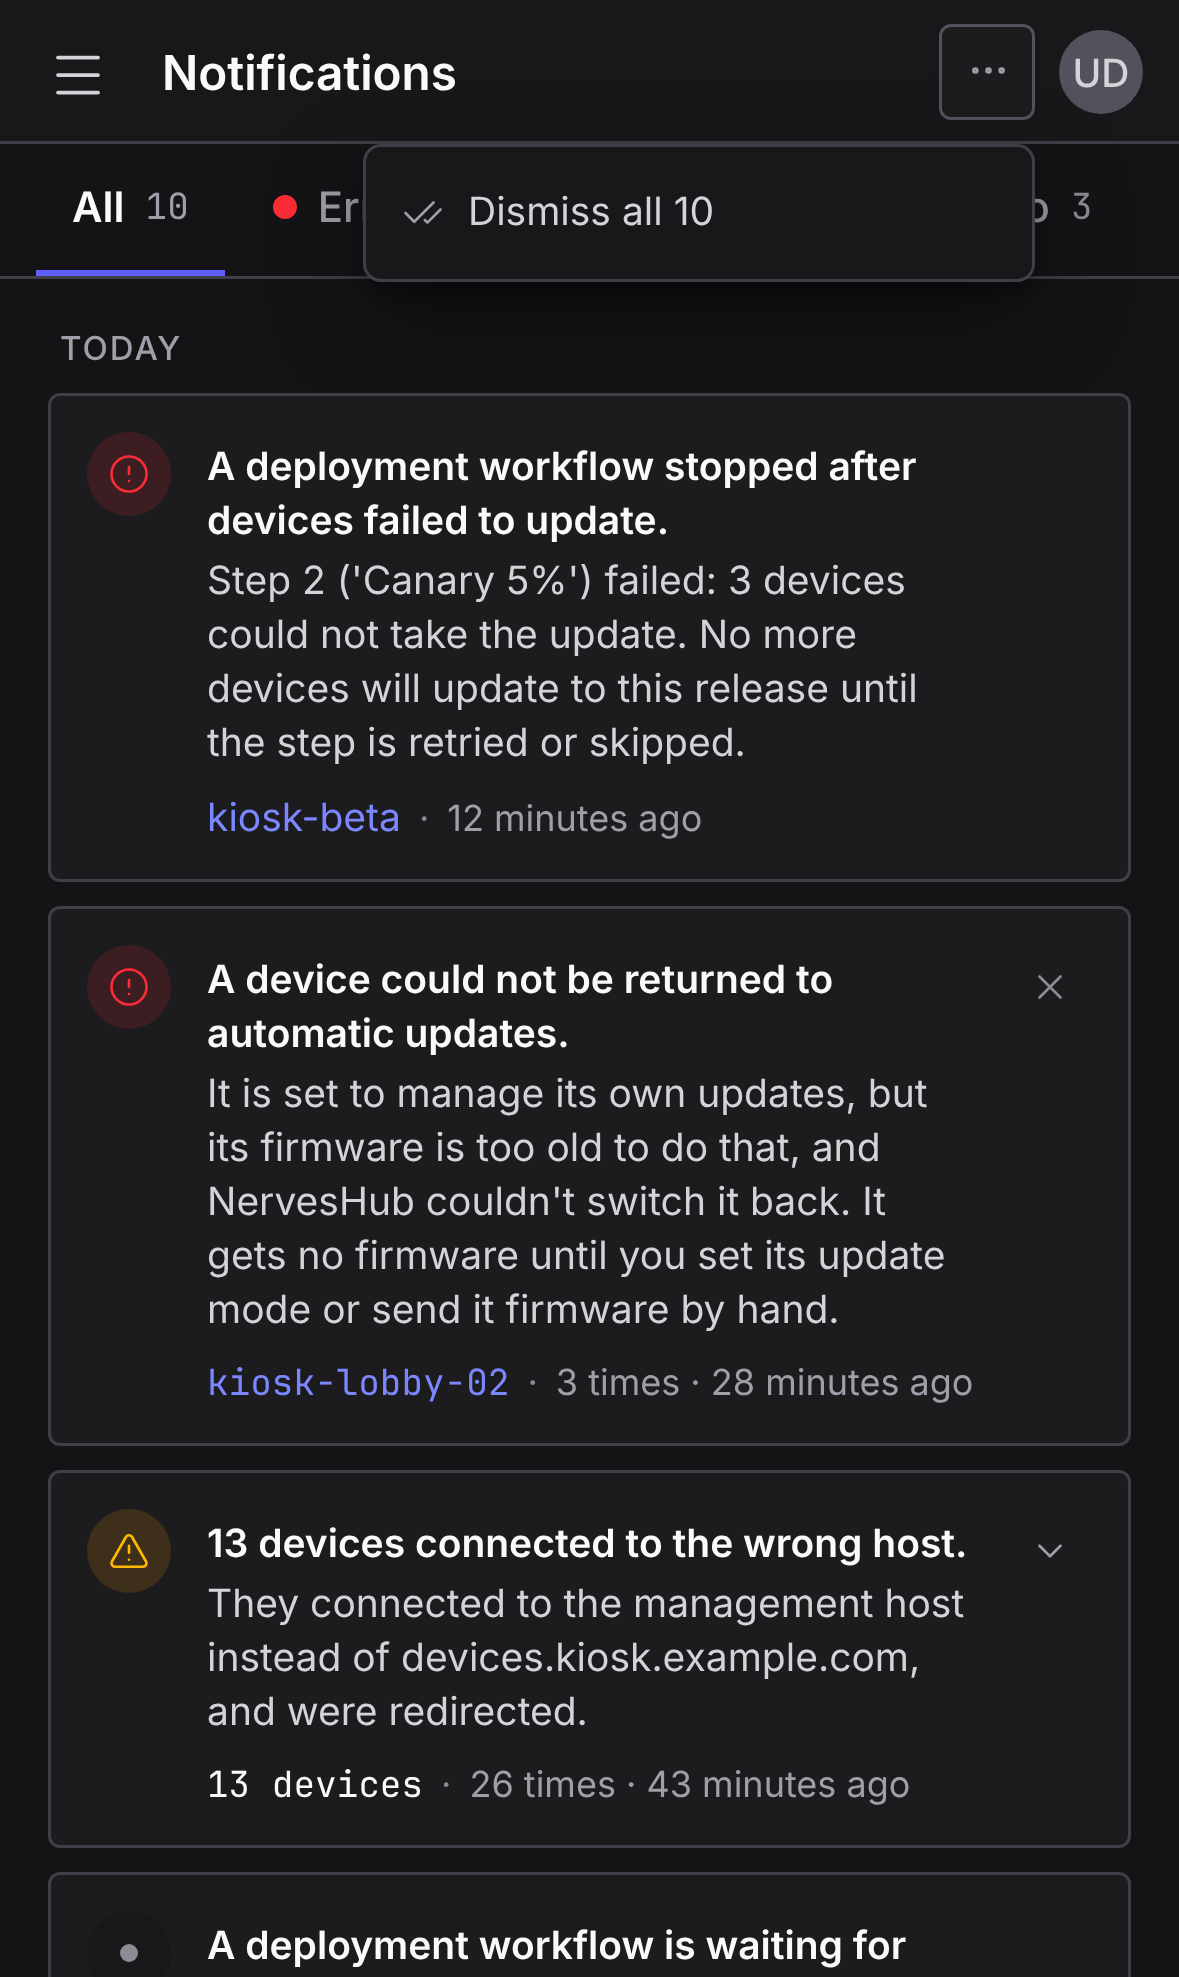 Notifications
UD
All 10
Dismiss all 10
3
TODAY
A deployment workflow stopped after
devices failed to update.
Step 2 ('Canary 5%') failed: 3 devices
could not take the update. No more
devices will update to this release until
the step is retried or skipped.
kiosk-beta · 12 minutes ago
A device could not be returned to
automatic updates.
It is set to manage its own updates, but
its firmware is too old to do that, and
NervesHub couldn't switch it back. It
gets no firmware until you set its update
mode or send it firmware by hand.
kiosk-lobby-02 · 3 times · 28 minutes ago
13 devices connected to the wrong host.
They connected to the management host
instead of devices.kiosk.example.com,
and were redirected.
13 devices · 26 times · 43 minutes ago
A deployment workflow is waiting for